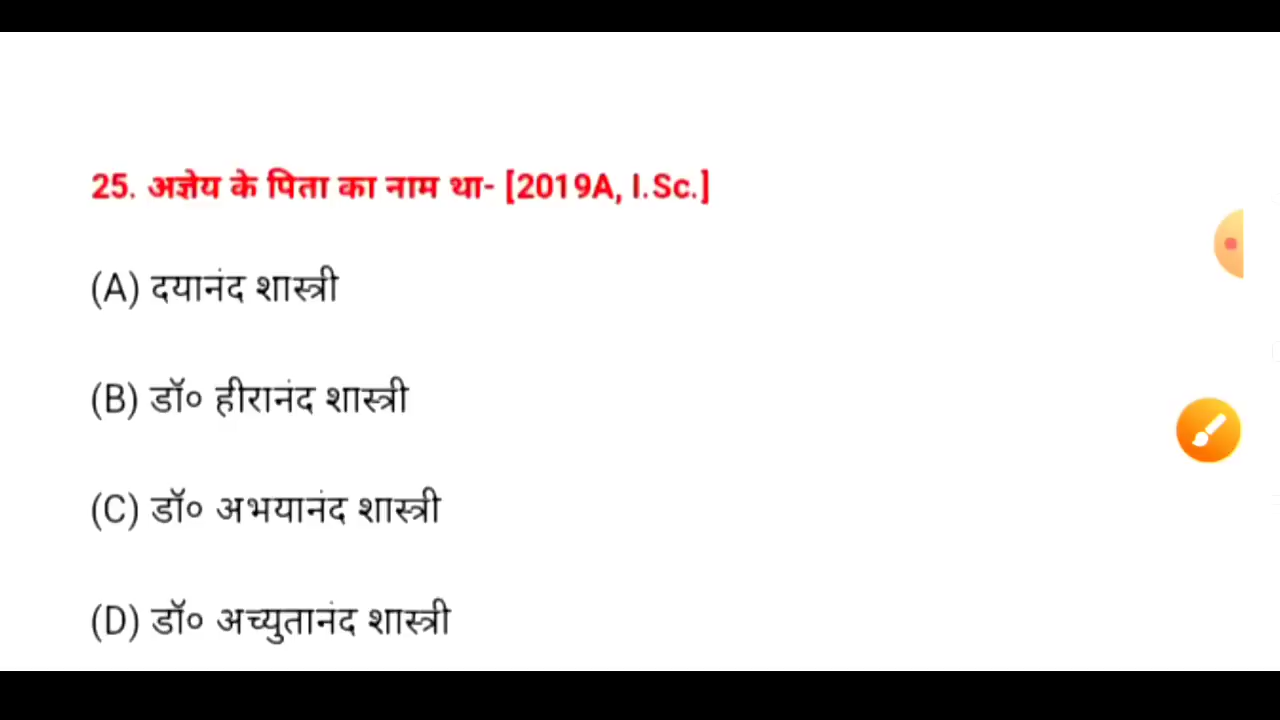 25. अज्ञेय के पिता का नाम था- [2019A, I.Sc.]
(A) दयानंद शास्त्री
(B) डॉ० हीरानंद शास्त्री
(C) डॉ० अभयानंद शास्त्री
(D) डॉ० अच्युतानंद शास्त्री